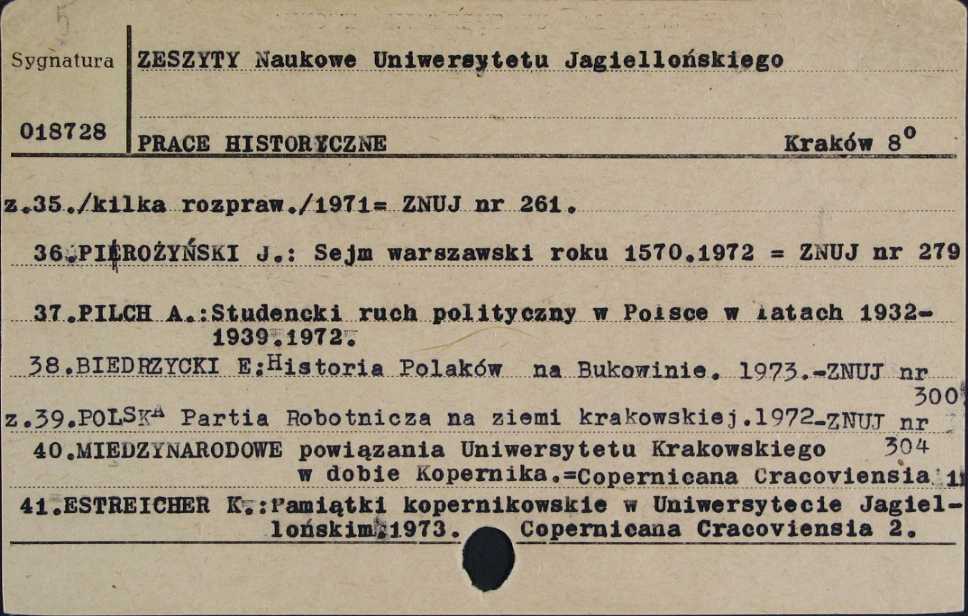 5
Sygnatura
ZESZYTY Naukowe Uniwersytetu Jagiellońskiego
018728
PRACE HISTORYCZNE Kraków 8°
z.35./kilka rozpraw./1971= ZNUJ nr 261.
36.PIEROŻYŃSKI J.: Sejm warszawski roku 1570.1972 = ZNUJ nr 279
37.PILCH A.:Studencki ruch polityczny w Polsce w latach 1932-
1939.1972.
38.BIEDRZYCKI E:Historia Polaków na Bukowinie. 1973.-ZNUJ nr
300
z.39.POLSKA Partia Robotnicza na ziemi krakowskiej.1972-ZNUJ nr
304
40.MIEDZYNARODOWE powiązania Uniwersytetu Krakowskiego
w dobie Kopernika.=Copernicana Cracoviensia 1
41.ESTREICHER K.:Pamiątki kopernikowskie w Uniwersytecie Jagiel-
lońskim.1973. Copernicana Cracoviensia 2.